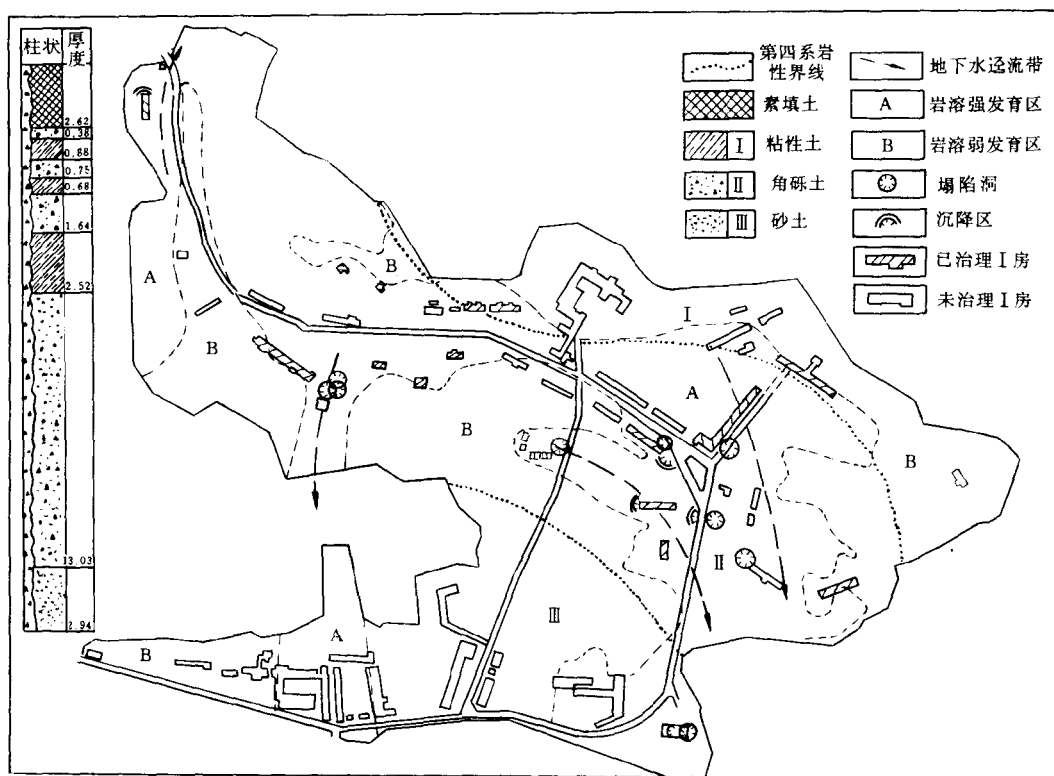 柱状 厚度
2.62
0.38
0.88
0.75
0.68
1.64
2.52
13.03
2.94
第四系岩性界线
素填土
Ⅰ 粘性土
Ⅱ 角砾土
Ⅲ 砂土
地下水迳流带
A 岩溶强发育区
B 岩溶弱发育区
塌陷洞
沉降区
已治理Ⅰ房
未治理Ⅰ房
A
B
B
Ⅰ
A
B
B
Ⅱ
Ⅲ
A
B